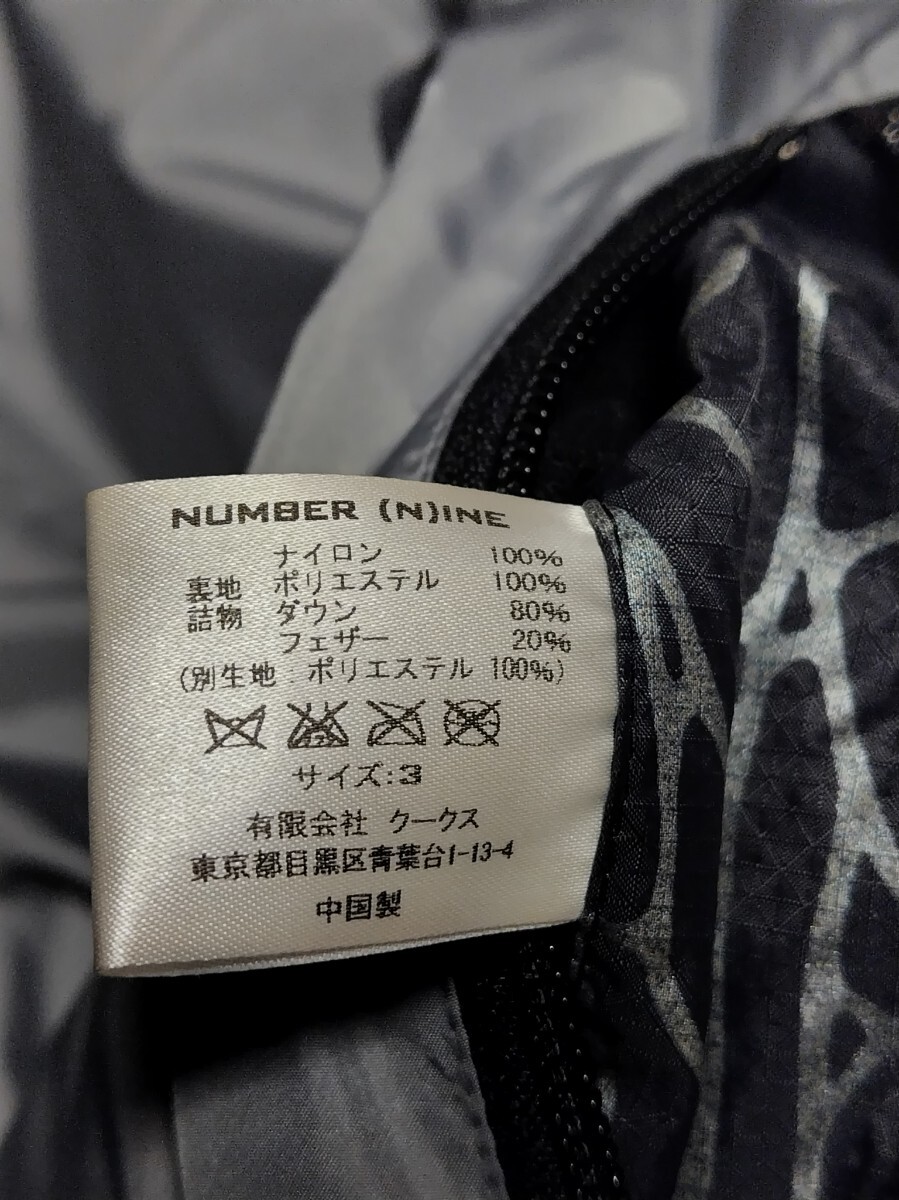 NUMBER (N)INE
ナイロン 100%
裏地 ポリエステル 100%
詰物 ダウン 80%
フェザー 20%
(別生地 ポリエステル 100%)
サイズ:3
有限会社 クークス
東京都目黒区青葉台1-13-4
中国製